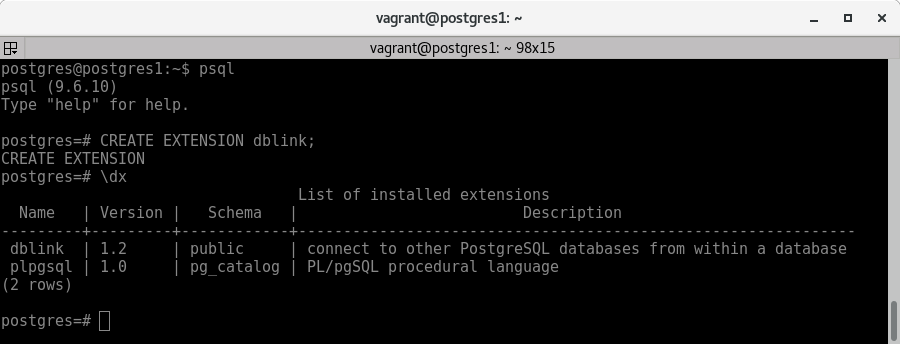 vagrant@postgres1: ~
vagrant@postgres1: ~ 98x15
postgres@postgres1:~$ psql
psql (9.6.10)
Type "help" for help.
postgres=# CREATE EXTENSION dblink;
CREATE EXTENSION
postgres=# \dx
                                 List of installed extensions
  Name   | Version |   Schema   |                         Description
---------+---------+------------+--------------------------------------------------------------
 dblink  | 1.2     | public     | connect to other PostgreSQL databases from within a database
 plpgsql | 1.0     | pg_catalog | PL/pgSQL procedural language
(2 rows)
postgres=#